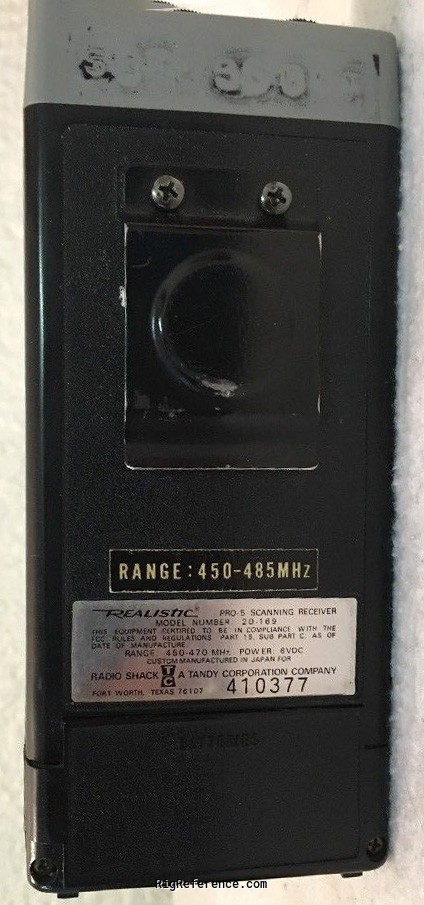 RANGE: 450-485MHz
REALISTIC® PRO-5 SCANNING RECEIVER
MODEL NUMBER: 20-169
THIS EQUIPMENT CERTIFIED TO BE IN COMPLIANCE WITH THE
FCC RULES AND REGULATIONS PART 15, SUB PART C, AS OF
DATE OF MANUFACTURE
RANGE: 450-470 MHz. POWER: 6VDC
CUSTOM MANUFACTURED IN JAPAN FOR
RADIO SHACK TC A TANDY CORPORATION COMPANY
FORT WORTH, TEXAS 76107 410377
BATTERIES
RigReference.com